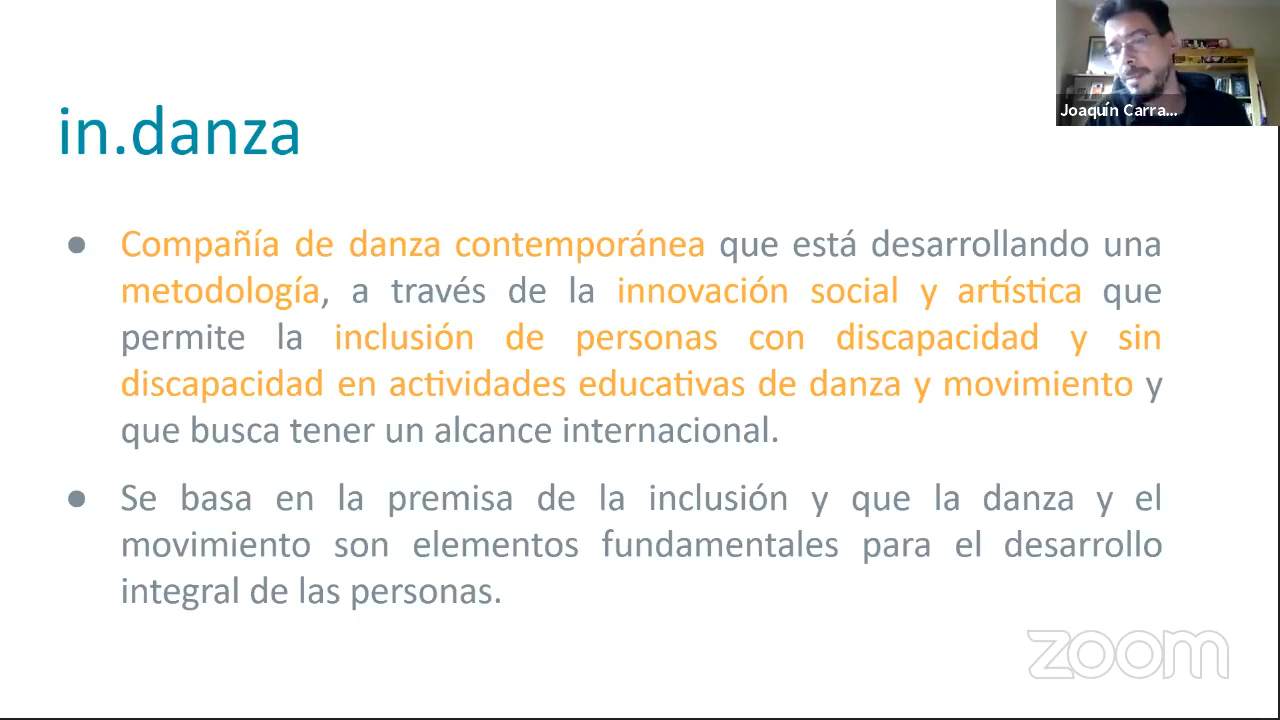 Joaquín Carra...
in.danza
● Compañía de danza contemporánea que está desarrollando una
metodología, a través de la innovación social y artística que
permite la inclusión de personas con discapacidad y sin
discapacidad en actividades educativas de danza y movimiento y
que busca tener un alcance internacional.
● Se basa en la premisa de la inclusión y que la danza y el
movimiento son elementos fundamentales para el desarrollo
integral de las personas.
zoom